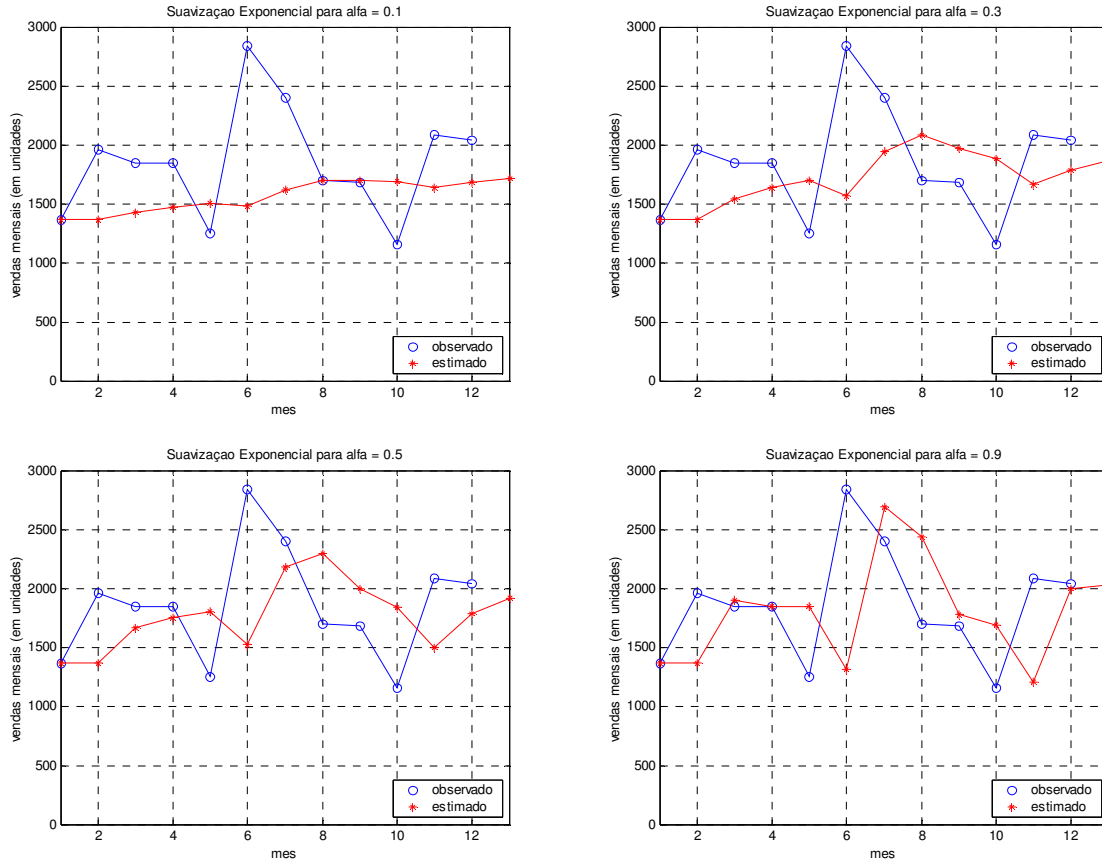 Suavizaçao Exponencial para alfa = 0.1
3000
2500
2000
1500
1000
500
0
vendas mensais (em unidades)
2 4 6 8 10 12
mes
observado
estimado
Suavizaçao Exponencial para alfa = 0.3
3000
2500
2000
1500
1000
500
0
vendas mensais (em unidades)
2 4 6 8 10 12
mes
observado
estimado
Suavizaçao Exponencial para alfa = 0.5
3000
2500
2000
1500
1000
500
0
vendas mensais (em unidades)
2 4 6 8 10 12
mes
observado
estimado
Suavizaçao Exponencial para alfa = 0.9
3000
2500
2000
1500
1000
500
0
vendas mensais (em unidades)
2 4 6 8 10 12
mes
observado
estimado